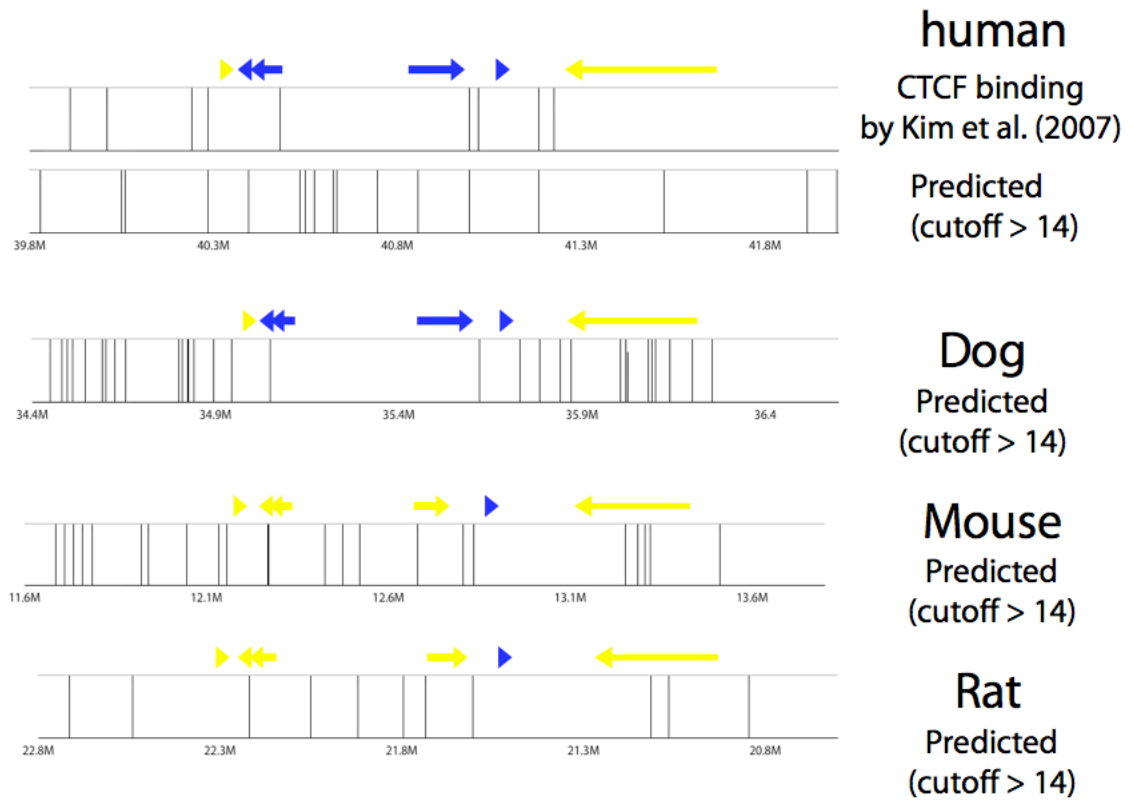 human
CTCF binding
by Kim et al. (2007)
Predicted
(cutoff > 14)
39.8M 40.3M 40.8M 41.3M 41.8M
Dog
Predicted
(cutoff > 14)
34.4M 34.9M 35.4M 35.9M 36.4
Mouse
Predicted
(cutoff > 14)
11.6M 12.1M 12.6M 13.1M 13.6M
Rat
Predicted
(cutoff > 14)
22.8M 22.3M 21.8M 21.3M 20.8M